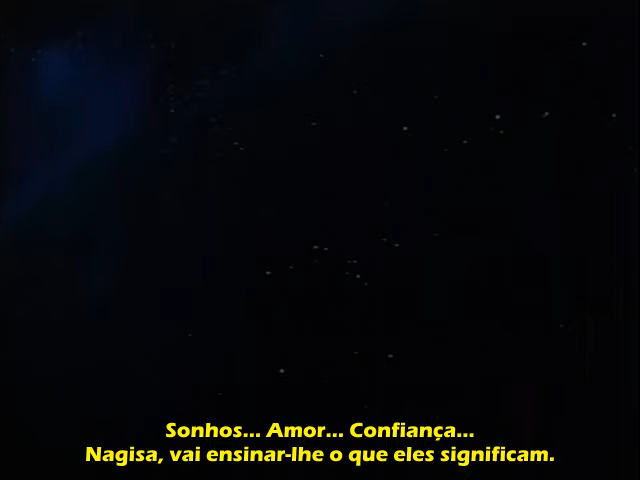 Sonhos... Amor... Confiança...
Nagisa, vai ensinar-lhe o que eles significam.